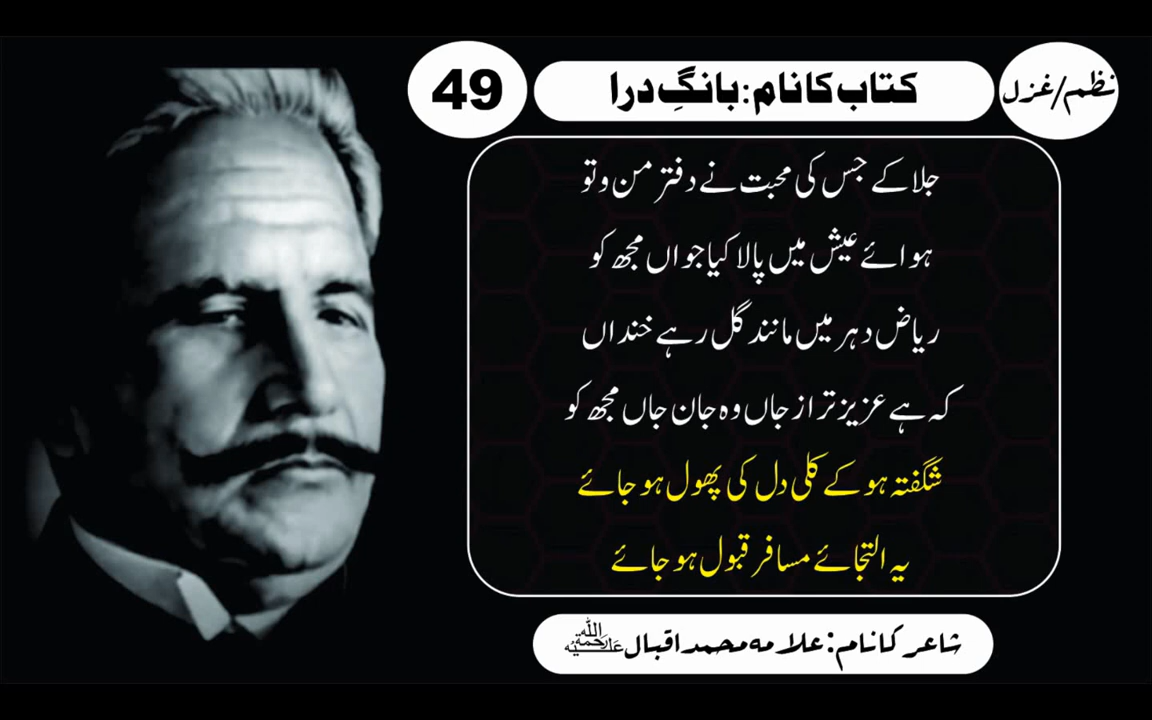 نظم/غزل
کتاب کا نام: بانگِ درا
49
جلا کے جس کی محبت نے دفتر من و تو
ہوائے عیش میں پالا کیا جواں مجھ کو
ریاض دہر میں مانند گل رہے خنداں
کہ ہے عزیز تر از جاں وہ جان جاں مجھ کو
شگفتہ ہو کے کلی دل کی پھول ہو جائے
یہ التجائے مسافر قبول ہو جائے
شاعر کا نام: علامہ محمد اقبال رحمۃ اللہ علیہ